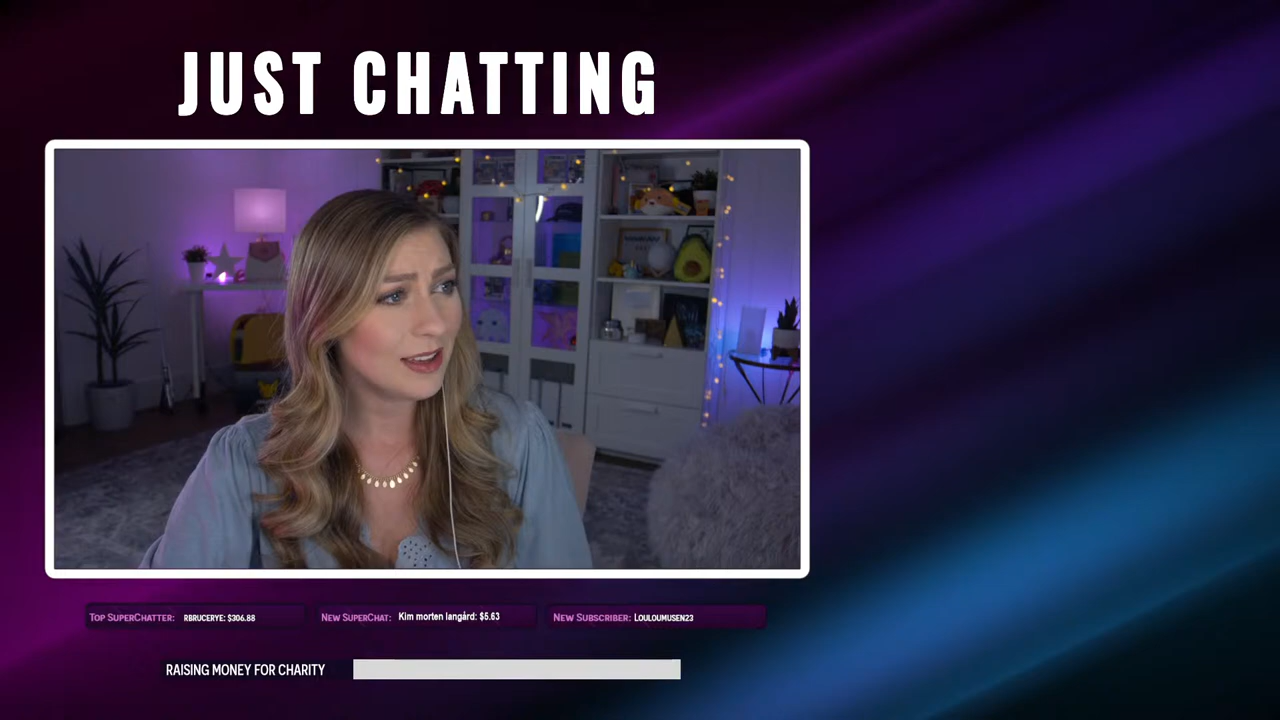 JUST CHATTING
TOP SUPERCHATTER: RBRUCERYE: $306.88
NEW SUPERCHAT: Kim morten langård: $5.63
NEW SUBSCRIBER: LOULOUMUSEN23
RAISING MONEY FOR CHARITY